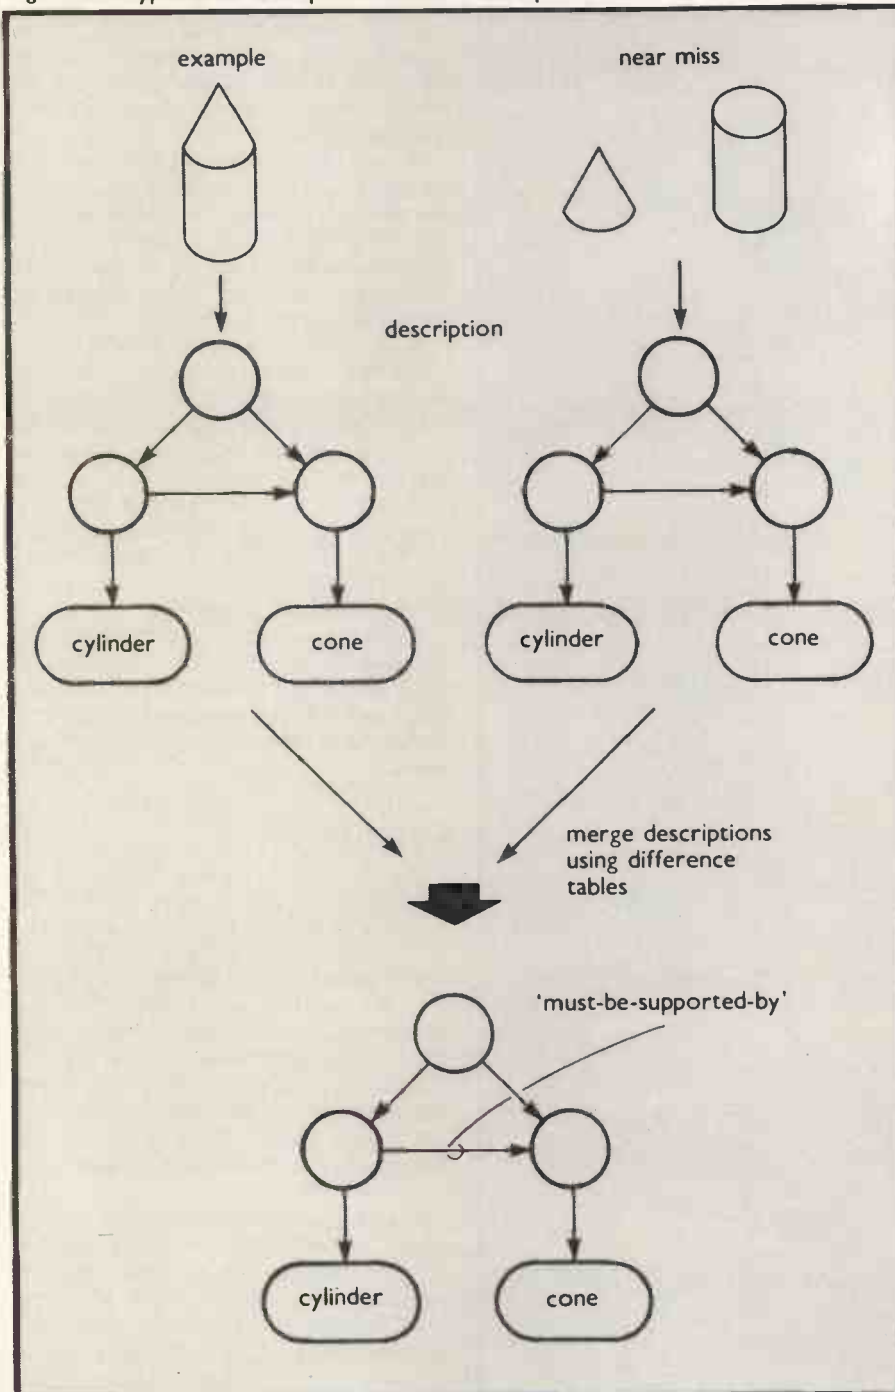 example
near miss
description
cylinder
cone
cylinder
cone
merge descriptions
using difference
tables
'must-be-supported-by'
cylinder
cone